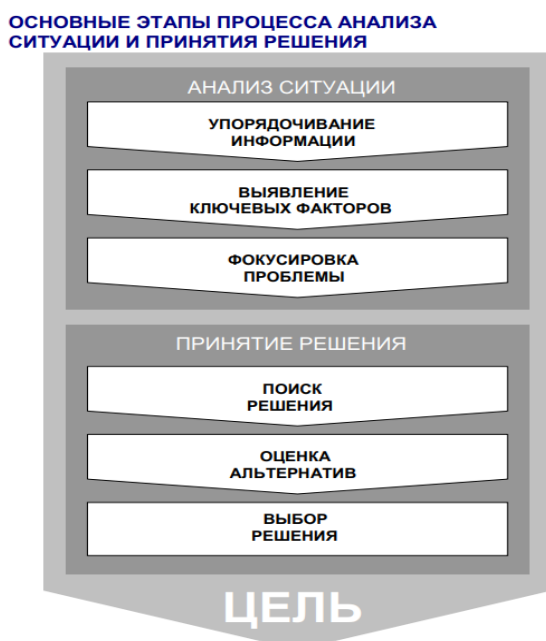 ОСНОВНЫЕ ЭТАПЫ ПРОЦЕССА АНАЛИЗА
СИТУАЦИИ И ПРИНЯТИЯ РЕШЕНИЯ
АНАЛИЗ СИТУАЦИИ
УПОРЯДОЧИВАНИЕ
ИНФОРМАЦИИ
ВЫЯВЛЕНИЕ
КЛЮЧЕВЫХ ФАКТОРОВ
ФОКУСИРОВКА
ПРОБЛЕМЫ
ПРИНЯТИЕ РЕШЕНИЯ
ПОИСК
РЕШЕНИЯ
ОЦЕНКА
АЛЬТЕРНАТИВ
ВЫБОР
РЕШЕНИЯ
ЦЕЛЬ